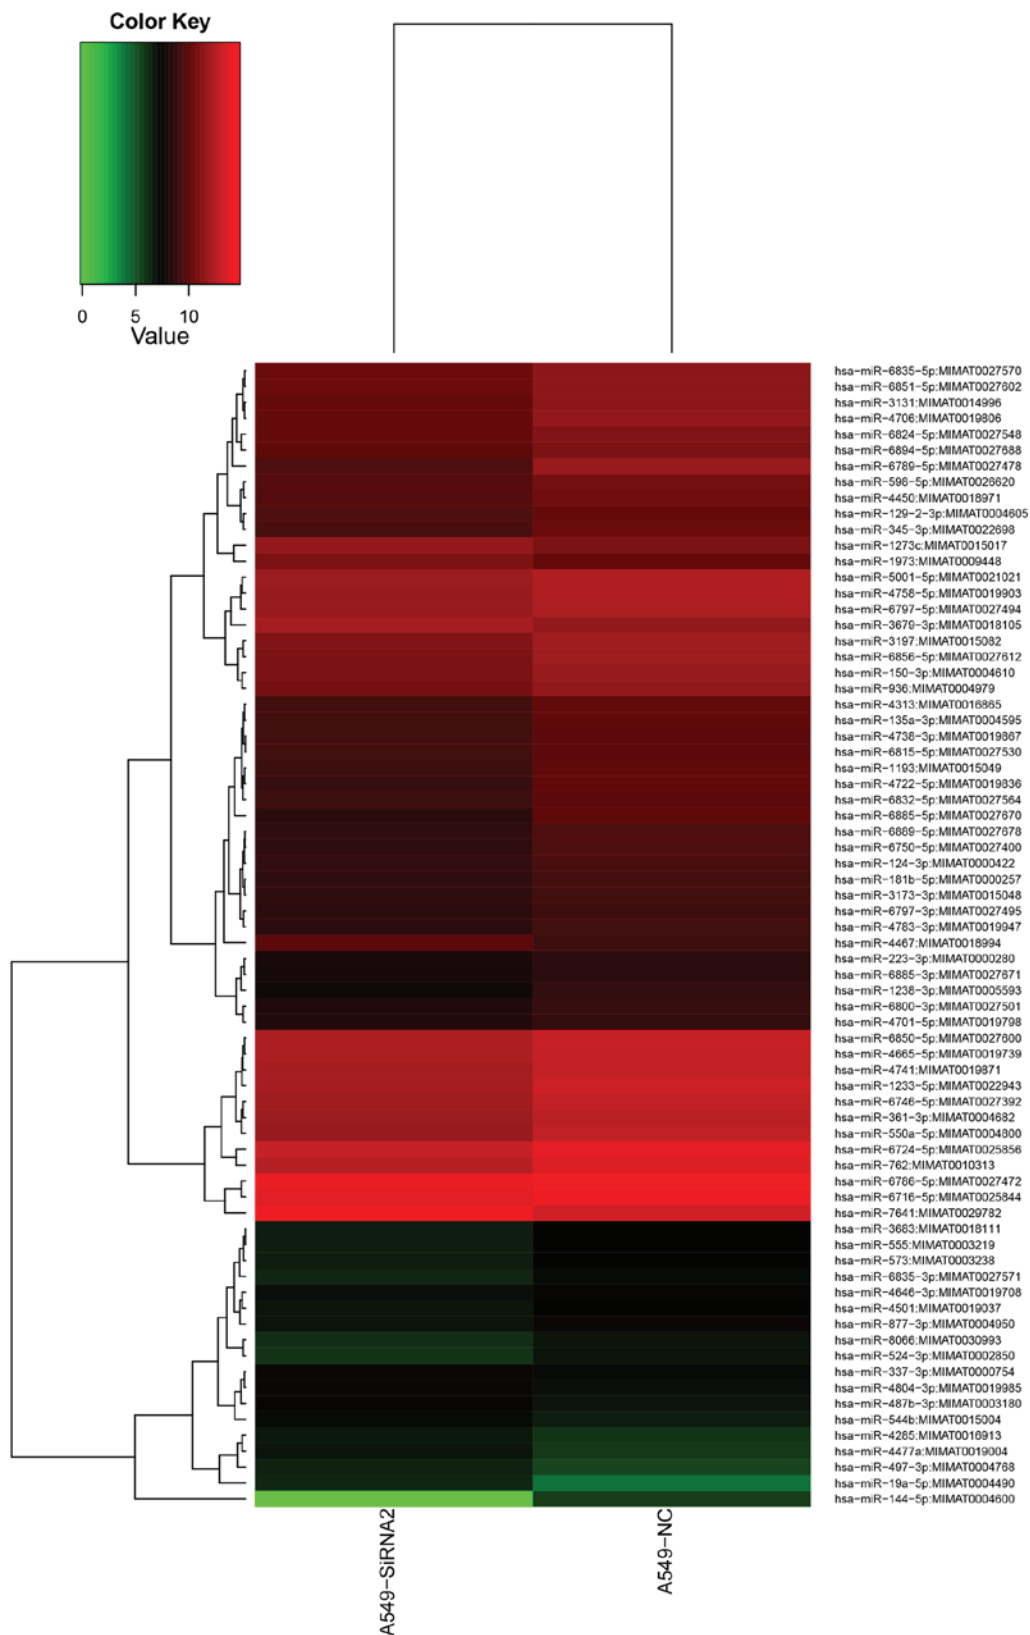 Color Key
0 5 10
Value
hsa-miR-6835-5p:MIMAT0027570
hsa-miR-6851-5p:MIMAT0027602
hsa-miR-3131:MIMAT0014996
hsa-miR-4706:MIMAT0019806
hsa-miR-6824-5p:MIMAT0027548
hsa-miR-6894-5p:MIMAT0027688
hsa-miR-6789-5p:MIMAT0027478
hsa-miR-598-5p:MIMAT0026620
hsa-miR-4450:MIMAT0018971
hsa-miR-129-2-3p:MIMAT0004605
hsa-miR-345-3p:MIMAT0022698
hsa-miR-1273c:MIMAT0015017
hsa-miR-1973:MIMAT0009448
hsa-miR-5001-5p:MIMAT0021021
hsa-miR-4758-5p:MIMAT0019903
hsa-miR-6797-5p:MIMAT0027494
hsa-miR-3679-3p:MIMAT0018105
hsa-miR-3197:MIMAT0015082
hsa-miR-6856-5p:MIMAT0027612
hsa-miR-150-3p:MIMAT0004610
hsa-miR-936:MIMAT0004979
hsa-miR-4313:MIMAT0016865
hsa-miR-135a-3p:MIMAT0004595
hsa-miR-4738-3p:MIMAT0019867
hsa-miR-6815-5p:MIMAT0027530
hsa-miR-1193:MIMAT0015049
hsa-miR-4722-5p:MIMAT0019836
hsa-miR-6832-5p:MIMAT0027564
hsa-miR-6885-5p:MIMAT0027670
hsa-miR-6889-5p:MIMAT0027678
hsa-miR-6750-5p:MIMAT0027400
hsa-miR-124-3p:MIMAT0000422
hsa-miR-181b-5p:MIMAT0000257
hsa-miR-3173-3p:MIMAT0015048
hsa-miR-6797-3p:MIMAT0027495
hsa-miR-4783-3p:MIMAT0019947
hsa-miR-4467:MIMAT0018994
hsa-miR-223-3p:MIMAT0000280
hsa-miR-6885-3p:MIMAT0027671
hsa-miR-1238-3p:MIMAT0005593
hsa-miR-6800-3p:MIMAT0027501
hsa-miR-4701-5p:MIMAT0019798
hsa-miR-6850-5p:MIMAT0027600
hsa-miR-4665-5p:MIMAT0019739
hsa-miR-4741:MIMAT0019871
hsa-miR-1233-5p:MIMAT0022943
hsa-miR-6746-5p:MIMAT0027392
hsa-miR-361-3p:MIMAT0004682
hsa-miR-550a-5p:MIMAT0004800
hsa-miR-6724-5p:MIMAT0025856
hsa-miR-762:MIMAT0010313
hsa-miR-6786-5p:MIMAT0027472
hsa-miR-6716-5p:MIMAT0025844
hsa-miR-7641:MIMAT0029782
hsa-miR-3683:MIMAT0018111
hsa-miR-555:MIMAT0003219
hsa-miR-573:MIMAT0003238
hsa-miR-6835-3p:MIMAT0027571
hsa-miR-4646-3p:MIMAT0019708
hsa-miR-4501:MIMAT0019037
hsa-miR-877-3p:MIMAT0004950
hsa-miR-8066:MIMAT0030993
hsa-miR-524-3p:MIMAT0002850
hsa-miR-337-3p:MIMAT0000754
hsa-miR-4804-3p:MIMAT0019985
hsa-miR-487b-3p:MIMAT0003180
hsa-miR-544b:MIMAT0015004
hsa-miR-4285:MIMAT0016913
hsa-miR-4477a:MIMAT0019004
hsa-miR-497-3p:MIMAT0004768
hsa-miR-19a-5p:MIMAT0004490
hsa-miR-144-5p:MIMAT0004600
A549-SiRNA2
A549-NC